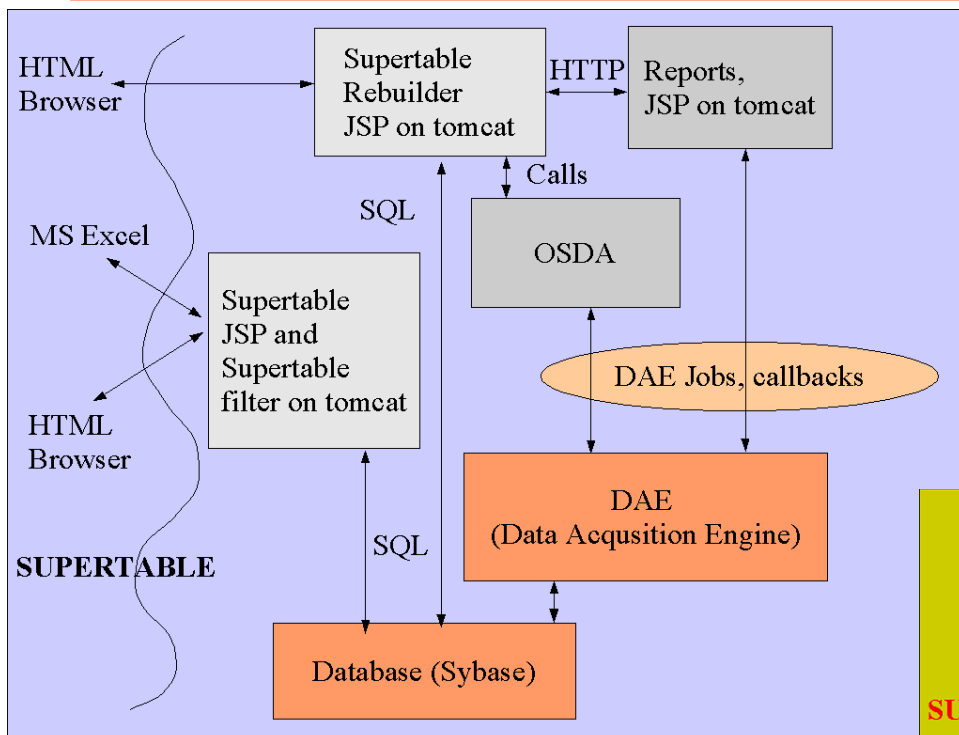 HTML
Browser
Supertable
Rebuilder
JSP on tomcat
HTTP
Reports,
JSP on tomcat
Calls
SQL
MS Excel
OSDA
Supertable
JSP and
Supertable
filter on tomcat
DAE Jobs, callbacks
HTML
Browser
DAE
(Data Acqusition Engine)
SQL
SUPERTABLE
Database (Sybase)
SU